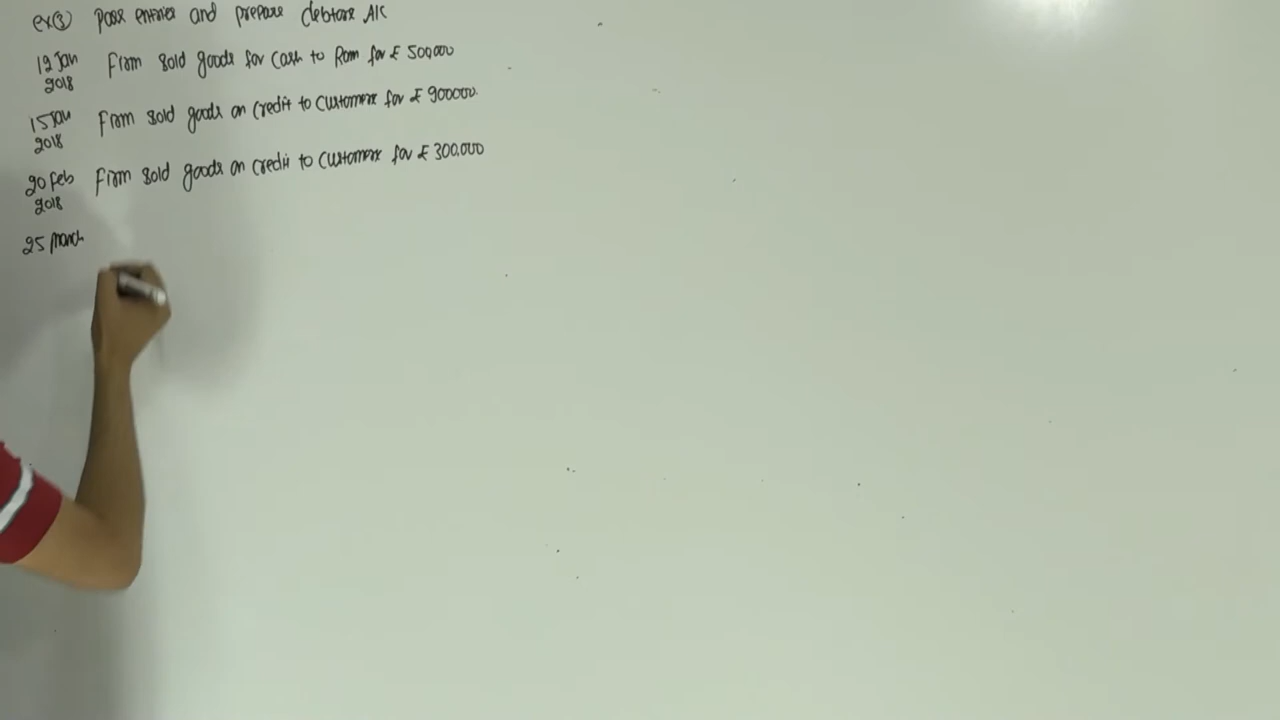 ex③ pass entries and prepare debtors A/c
12 Jan 2018 Firm sold goods for cash to Ram for ₹ 500,000
15 Jan 2018 Firm sold goods on credit to customers for ₹ 900000.
20 Feb 2018 Firm sold goods on credit to customers for ₹ 300,000
25 March